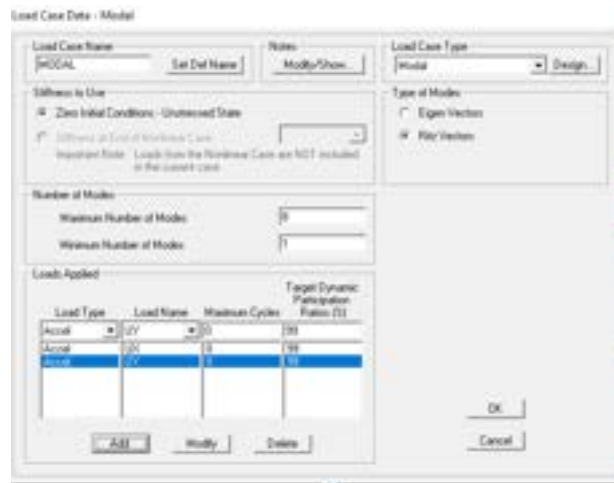 Load Case Data - Modal
Load Case Name
MODAL
Set Def Name
Notes
Modify/Show...
Load Case Type
Modal
Design...
Stiffness to Use
Zero Initial Conditions - Unstressed State
Stiffness at End of Nonlinear Case
Important Note: Loads from the Nonlinear Case are NOT included
in the current case
Type of Modes
Eigen Vectors
Ritz Vectors
Number of Modes
Maximum Number of Modes
Minimum Number of Modes
1
Loads Applied
Load Type
Load Name
Maximum Cycles
Target Dynamic
Participation
Ratios (%)
Accel
UY
0
99
Accel UX 0 99
Accel UY 0 99
Add
Modify
Delete
OK
Cancel